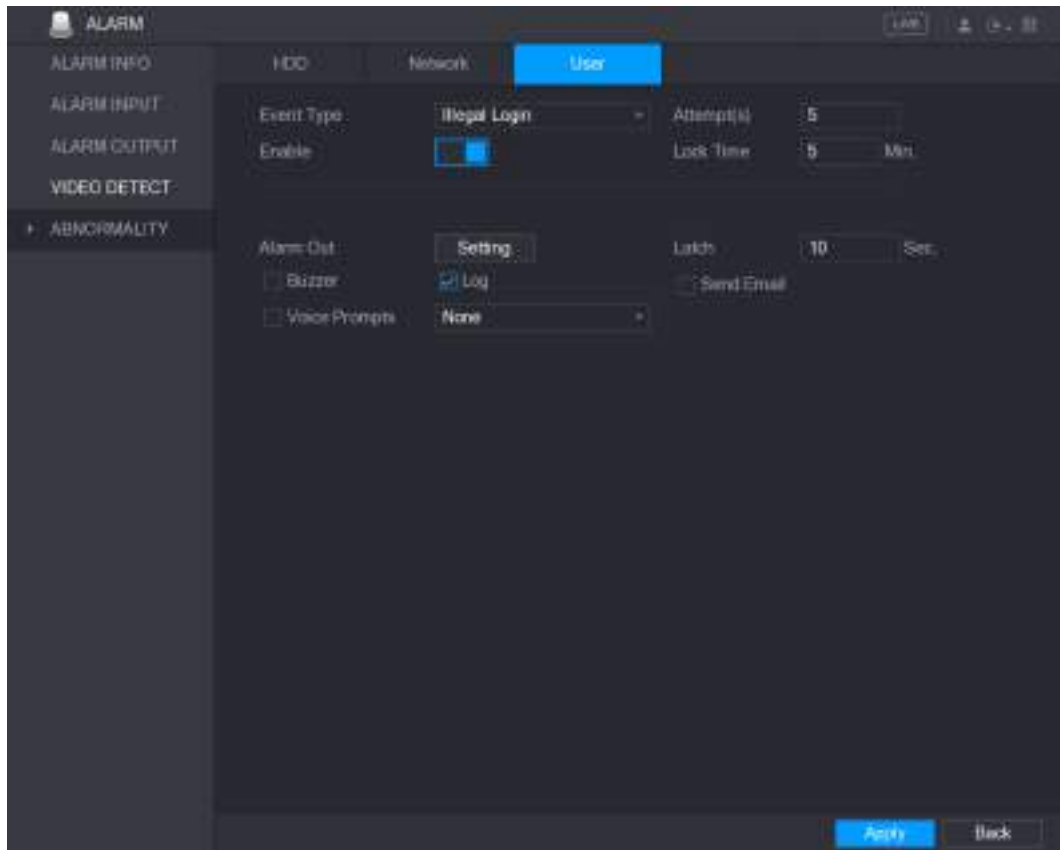 ALARM
LIVE
ALARM INFO
HDD Network User
ALARM INPUT
Event Type Illegal Login Attempt(s) 5
ALARM OUTPUT
Enable Lock Time 5 Min.
VIDEO DETECT
ABNORMALITY
Alarm Out Setting Latch 10 Sec.
Buzzer Log Send Email
Voice Prompts None
Apply Back